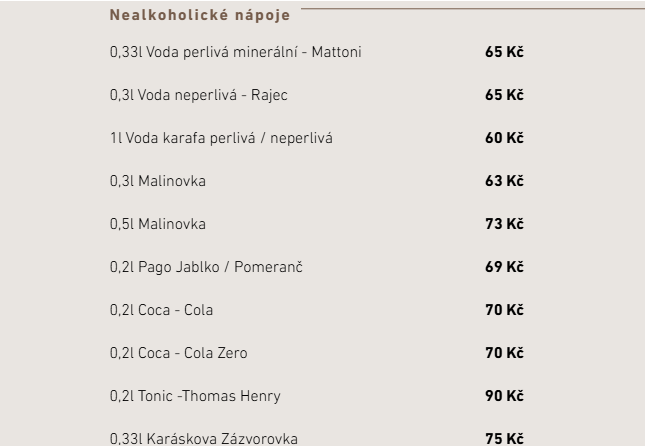 Nealkoholické nápoje
0,33l Voda perlivá minerální - Mattoni 65 Kč
0,3l Voda neperlivá - Rajec 65 Kč
1l Voda karafa perlivá / neperlivá 60 Kč
0,3l Malinovka 63 Kč
0,5l Malinovka 73 Kč
0,2l Pago Jablko / Pomeranč 69 Kč
0,2l Coca - Cola 70 Kč
0,2l Coca - Cola Zero 70 Kč
0,2l Tonic -Thomas Henry 90 Kč
0,33l Karáskova Zázvorovka 75 Kč